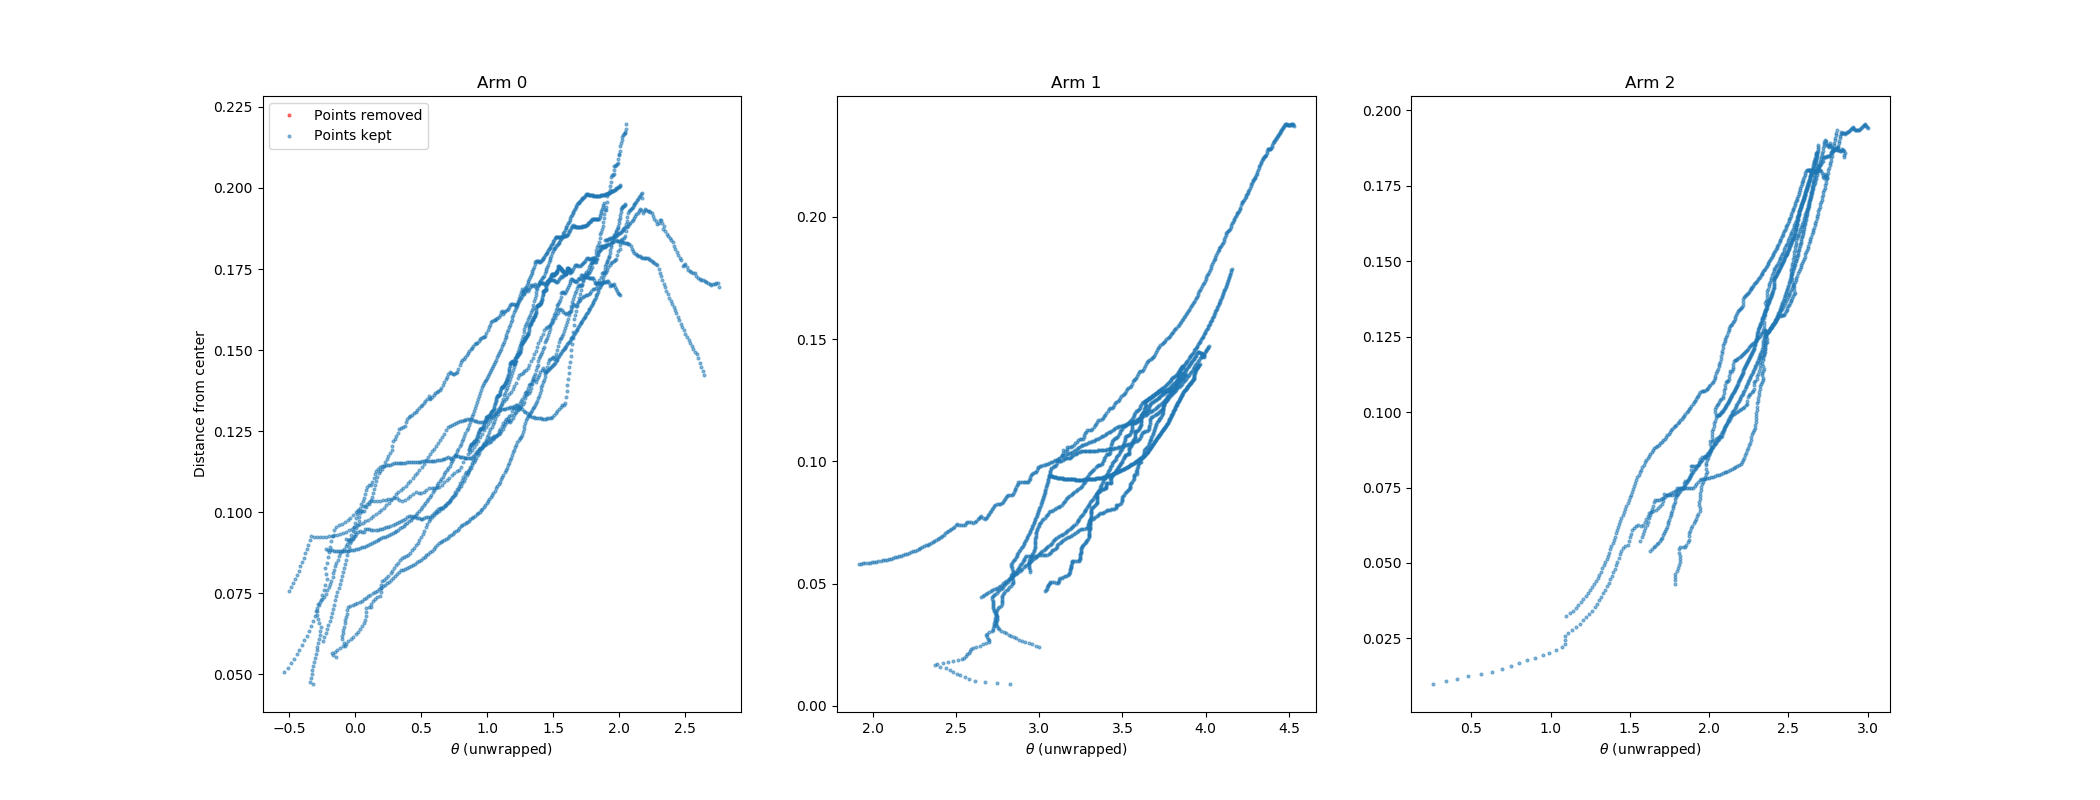 Arm 0
Arm 1
Arm 2
Points removed
Points kept
Distance from center
0.225
0.200
0.175
0.150
0.125
0.100
0.075
0.050
−0.5 0.0 0.5 1.0 1.5 2.0 2.5
θ (unwrapped)
0.20
0.15
0.10
0.05
0.00
2.0 2.5 3.0 3.5 4.0 4.5
θ (unwrapped)
0.200
0.175
0.150
0.125
0.100
0.075
0.050
0.025
0.5 1.0 1.5 2.0 2.5 3.0
θ (unwrapped)